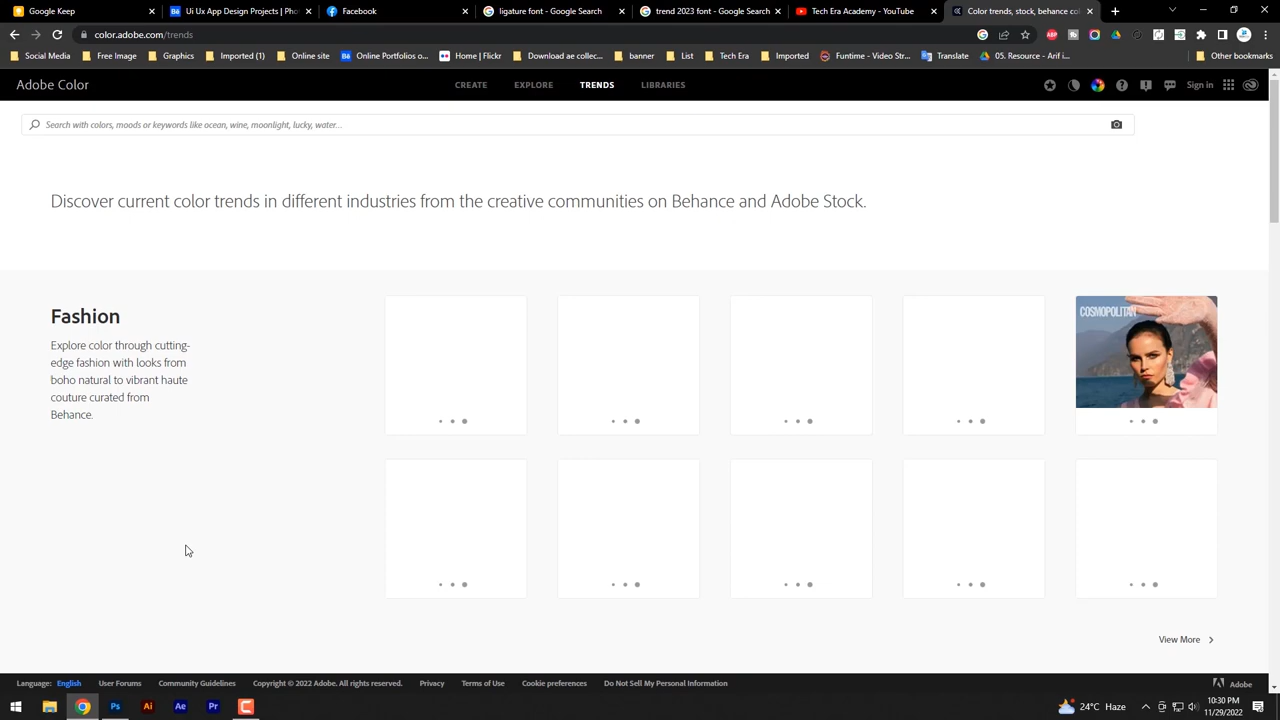 Google Keep
Ui Ux App Design Projects | Pho
Facebook
ligature font - Google Search
trend 2023 font - Google Search
Tech Era Academy - YouTube
Color trends, stock, behance co
color.adobe.com/trends
Social Media
Free Image
Graphics
Imported (1)
Online site
Online Portfolios o...
Home | Flickr
Download ae collec...
banner
List
Tech Era
Imported
Funtime - Video Str...
Translate
05. Resource - Arif i...
Other bookmarks
Adobe Color
CREATE
EXPLORE
TRENDS
LIBRARIES
Sign in
Search with colors, moods or keywords like ocean, wine, moonlight, lucky, water...
Discover current color trends in different industries from the creative communities on Behance and Adobe Stock.
Fashion
Explore color through cutting-
edge fashion with looks from
boho natural to vibrant haute
couture curated from
Behance.
COSMOPOLITAN
View More
Language: English
User Forums
Community Guidelines
Copyright © 2022 Adobe. All rights reserved.
Privacy
Terms of Use
Cookie preferences
Do Not Sell My Personal Information
Adobe
Ps
Ai
Ae
Pr
24°C Haze
10:30 PM
11/29/2022